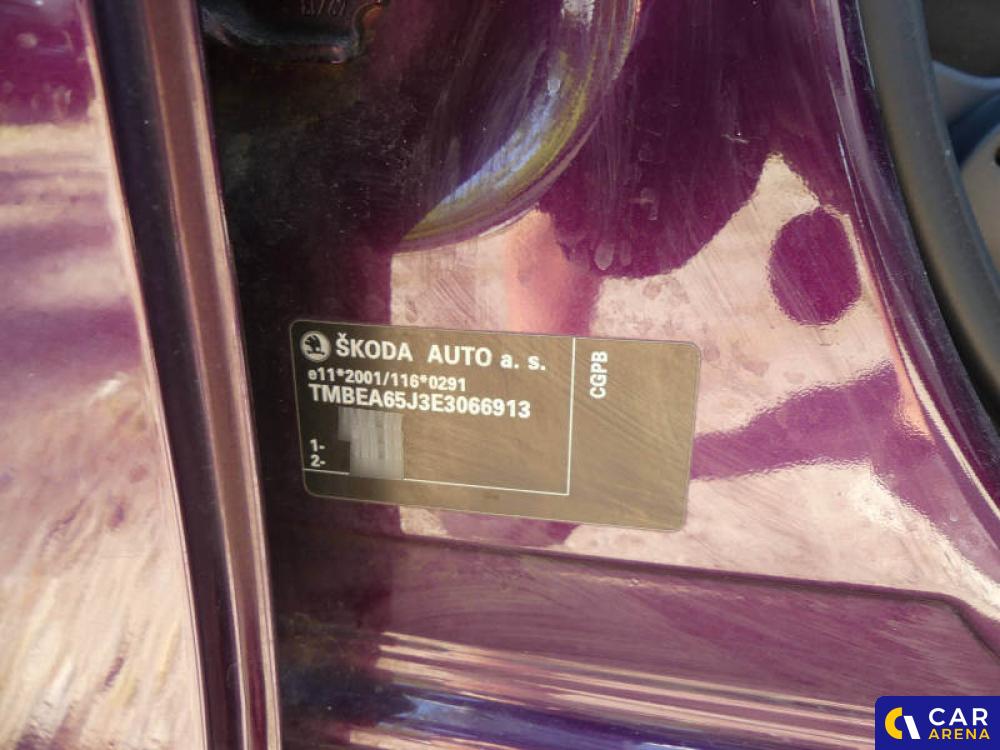 ŠKODA AUTO a. s.
e11*2001/116*0291
TMBEA65J3E3066913
1-
2-
CGPB
CAR
ARENA